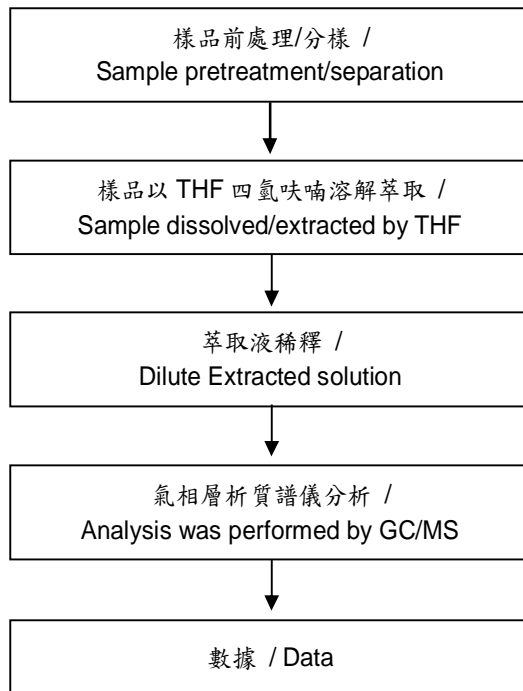 樣品前處理/分樣 /
Sample pretreatment/separation
樣品以 THF 四氫呋喃溶解萃取 /
Sample dissolved/extracted by THF
萃取液稀釋 /
Dilute Extracted solution
氣相層析質譜儀分析 /
Analysis was performed by GC/MS
數據 / Data